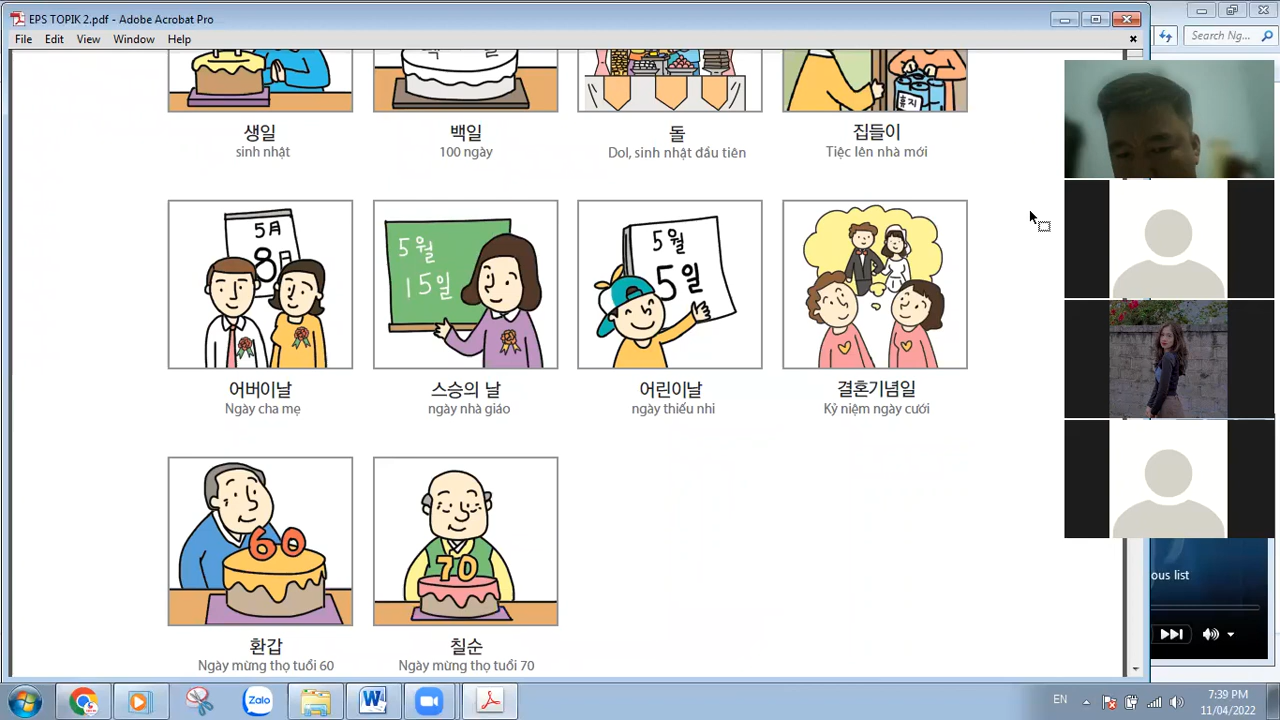 EPS TOPIK 2.pdf - Adobe Acrobat Pro
Search Ng...
File Edit View Window Help
휴지
생일 백일 돌 집들이
sinh nhật 100 ngày Dol, sinh nhật đầu tiên Tiệc lên nhà mới
5月
8月
5월
15일
5월
5일
어버이날 스승의 날 어린이날 결혼기념일
Ngày cha mẹ ngày nhà giáo ngày thiếu nhi Kỷ niệm ngày cưới
60
70
환갑 칠순
Ngày mừng thọ tuổi 60 Ngày mừng thọ tuổi 70
ous list
Zalo
EN
7:39 PM
11/04/2022